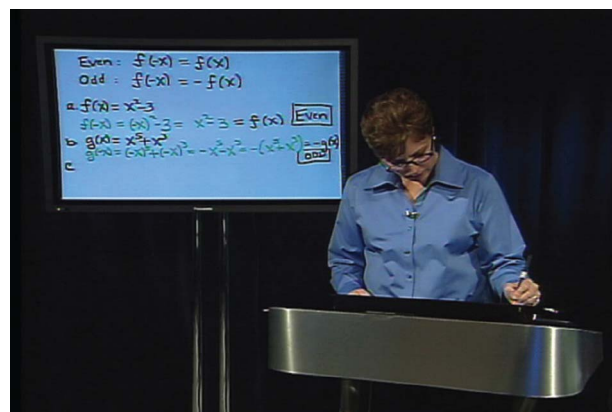 Even: f(-x) = f(x)
Odd: f(-x) = - f(x)
a. f(x) = x²-3
f(-x) = (-x)²-3 = x²-3 = f(x) Even
b g(x) = x⁵+x³
g(-x) = (-x)⁵+(-x)³ = -x⁵-x³ = -(x⁵+x³) = -g(x)
ODD
c